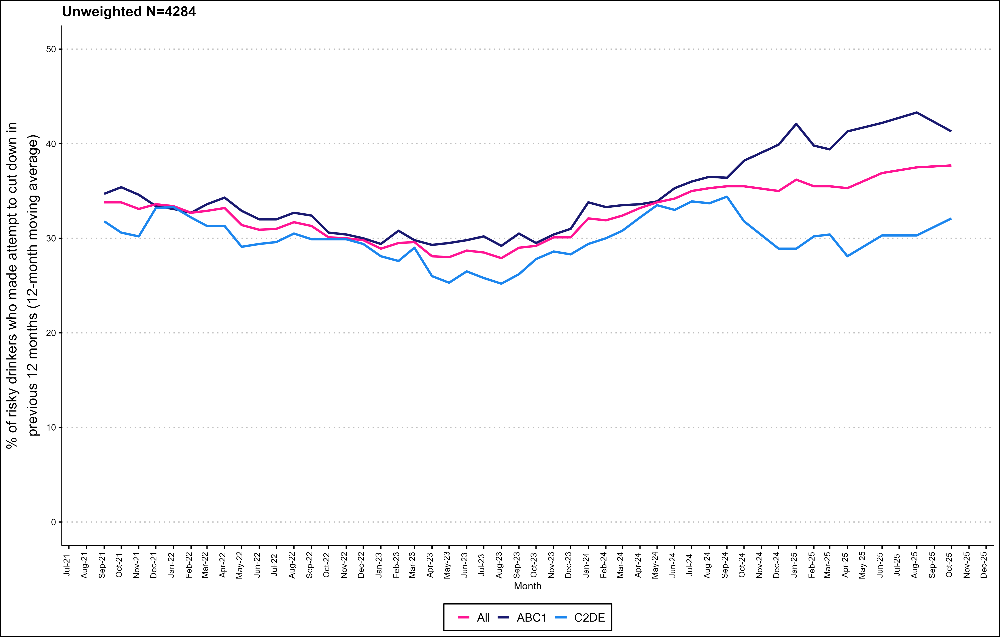 Unweighted N=4284
% of risky drinkers who made attempt to cut down in
previous 12 months (12-month moving average)
50
40
30
20
10
0
Jul-21
Aug-21
Sep-21
Oct-21
Nov-21
Dec-21
Jan-22
Feb-22
Mar-22
Apr-22
May-22
Jun-22
Jul-22
Aug-22
Sep-22
Oct-22
Nov-22
Dec-22
Jan-23
Feb-23
Mar-23
Apr-23
May-23
Jun-23
Jul-23
Aug-23
Sep-23
Oct-23
Nov-23
Dec-23
Jan-24
Feb-24
Mar-24
Apr-24
May-24
Jun-24
Jul-24
Aug-24
Sep-24
Oct-24
Nov-24
Dec-24
Jan-25
Feb-25
Mar-25
Apr-25
May-25
Jun-25
Jul-25
Aug-25
Sep-25
Oct-25
Nov-25
Dec-25
Month
All ABC1 C2DE